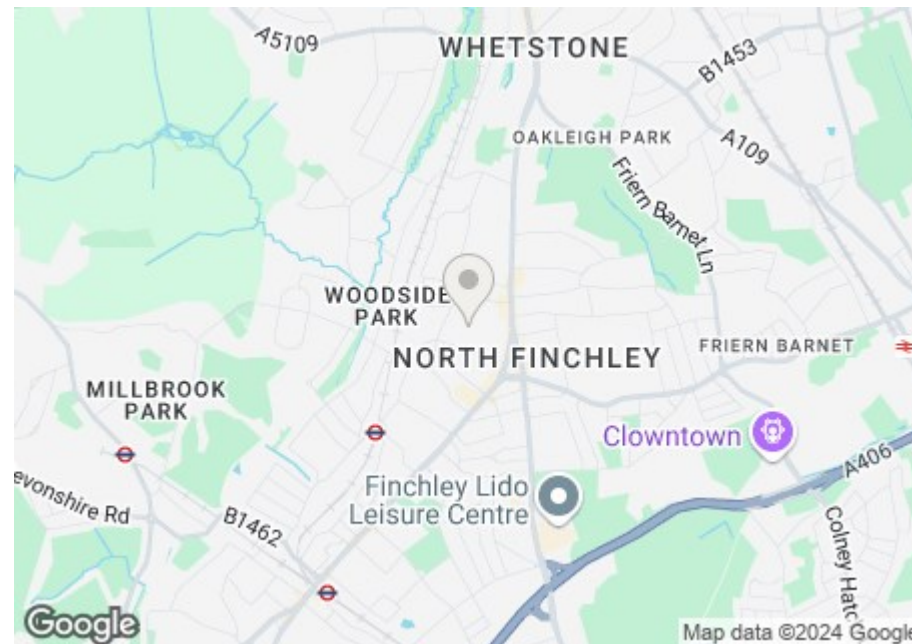 A5109
WHETSTONE
B1453
OAKLEIGH PARK
A109
Friern Barnet Ln
WOODSIDE
PARK
NORTH FINCHLEY
FRIERN BARNET
MILLBROOK
PARK
Clowntown
A406
evonshire Rd
Finchley Lido
Leisure Centre
B1462
Colney Hatc
Google
Map data ©2024 Google